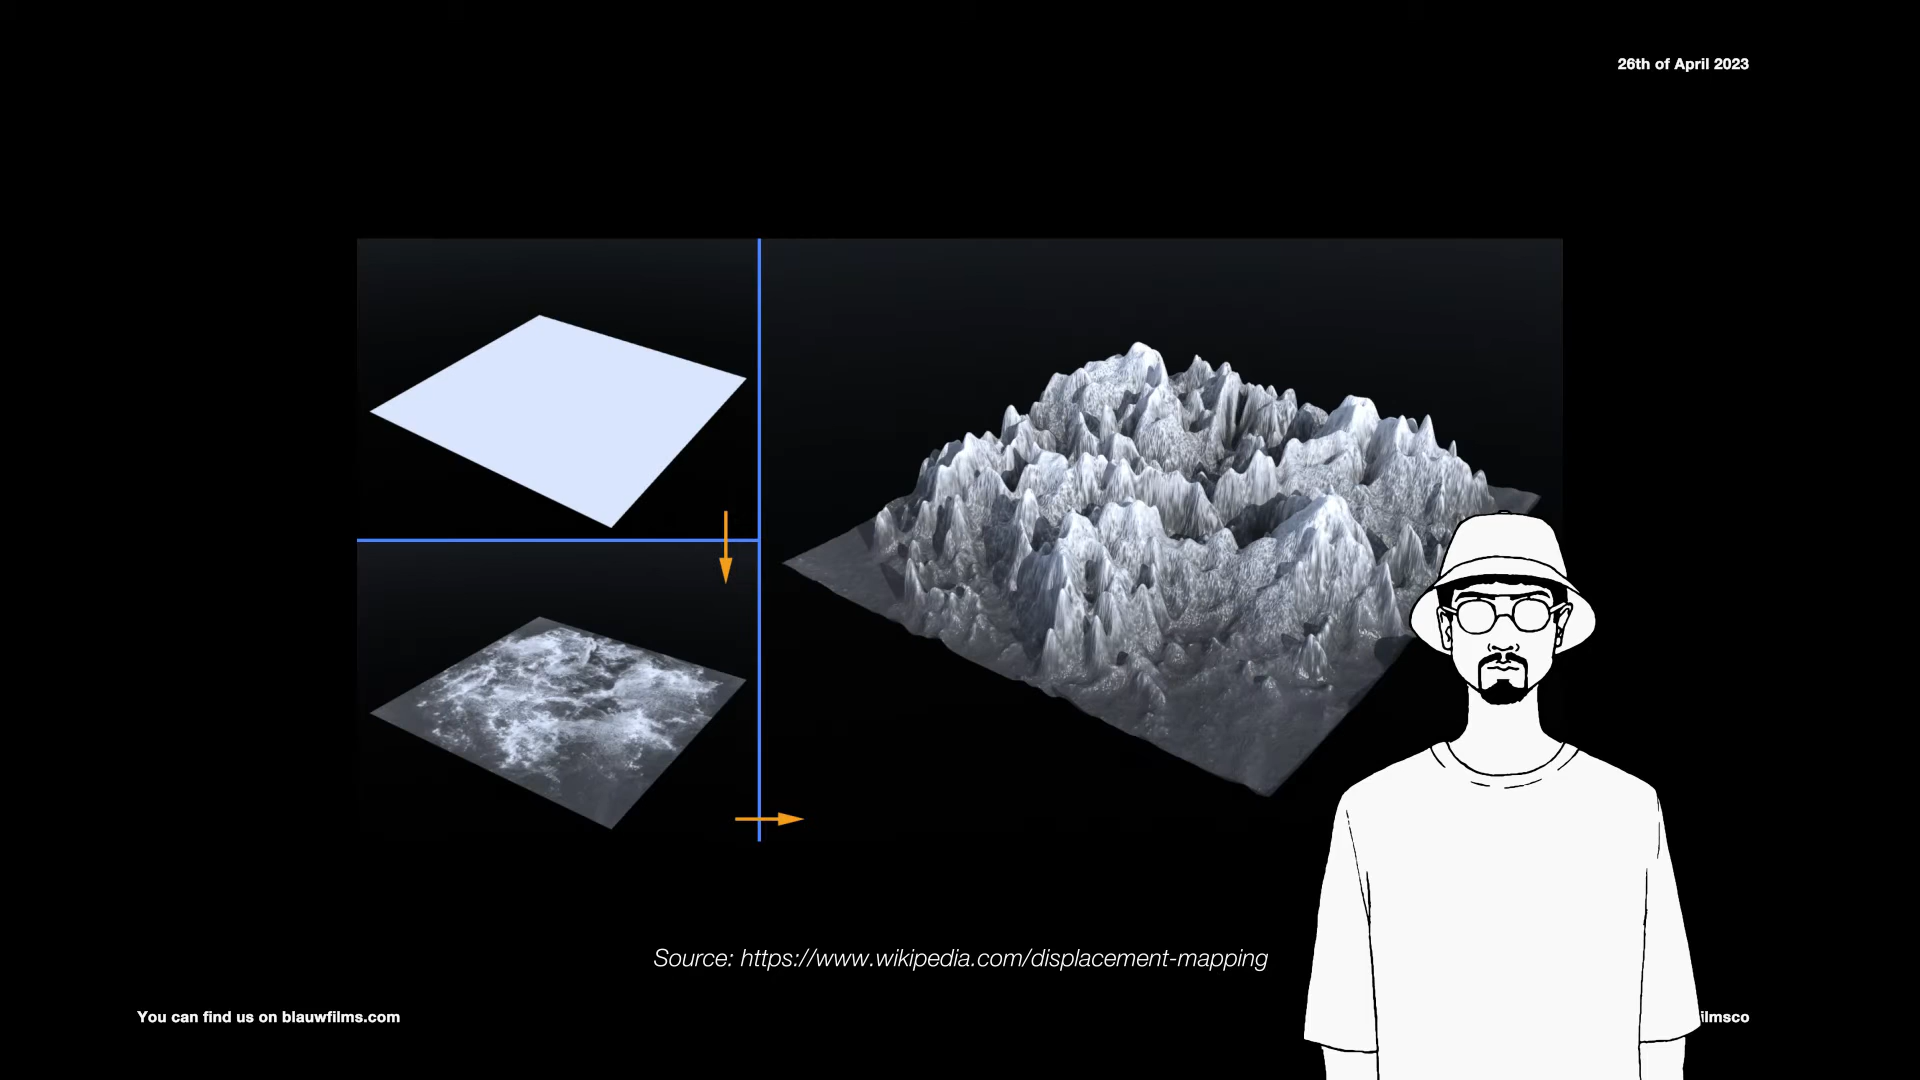 26th of April 2023
Source: https://www.wikipedia.com/displacement-mapping
You can find us on blauwfilms.com
ilmsco